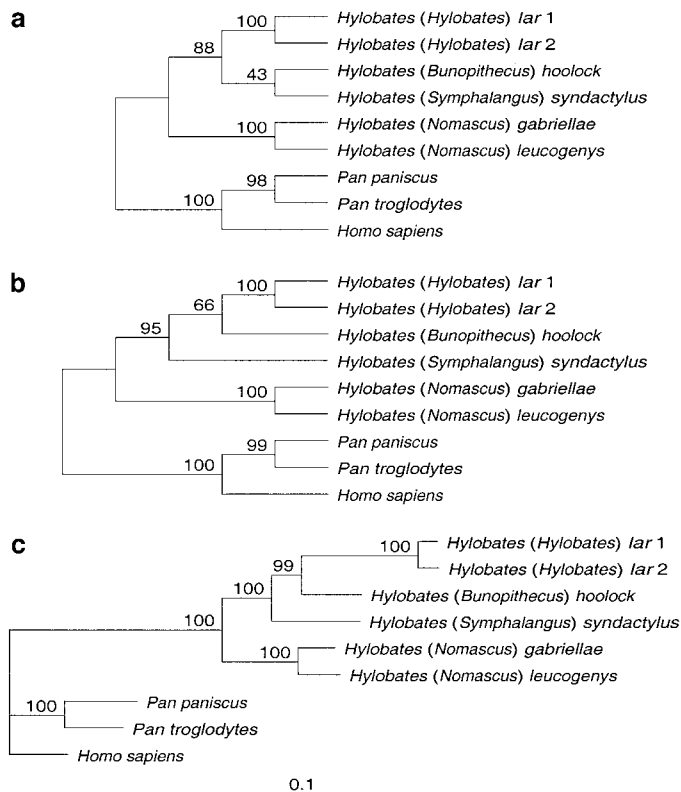 a
100
Hylobates (Hylobates) lar 1
88
Hylobates (Hylobates) lar 2
43
Hylobates (Bunopithecus) hoolock
Hylobates (Symphalangus) syndactylus
100
Hylobates (Nomascus) gabriellae
Hylobates (Nomascus) leucogenys
98
Pan paniscus
100
Pan troglodytes
Homo sapiens
b
100
Hylobates (Hylobates) lar 1
66
Hylobates (Hylobates) lar 2
95
Hylobates (Bunopithecus) hoolock
Hylobates (Symphalangus) syndactylus
100
Hylobates (Nomascus) gabriellae
Hylobates (Nomascus) leucogenys
99
Pan paniscus
100
Pan troglodytes
Homo sapiens
c
100
Hylobates (Hylobates) lar 1
99
Hylobates (Hylobates) lar 2
100
Hylobates (Bunopithecus) hoolock
100
Hylobates (Symphalangus) syndactylus
100
Hylobates (Nomascus) gabriellae
Hylobates (Nomascus) leucogenys
100
Pan paniscus
Pan troglodytes
Homo sapiens
0.1